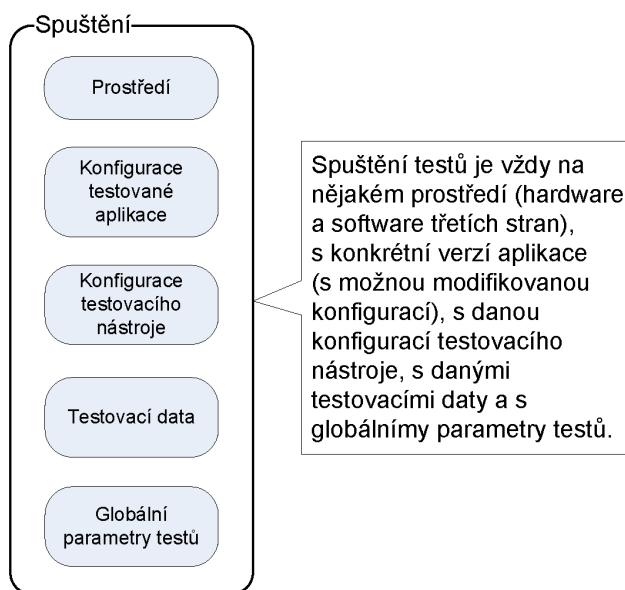 Spuštění
Prostředí
Konfigurace
testované
aplikace
Konfigurace
testovacího
nástroje
Testovací data
Globální
parametry testů
Spuštění testů je vždy na
nějakém prostředí (hardware
a software třetích stran),
s konkrétní verzí aplikace
(s možnou modifikovanou
konfigurací), s danou
konfigurací testovacího
nástroje, s danými
testovacími daty a s
globálnímy parametry testů.